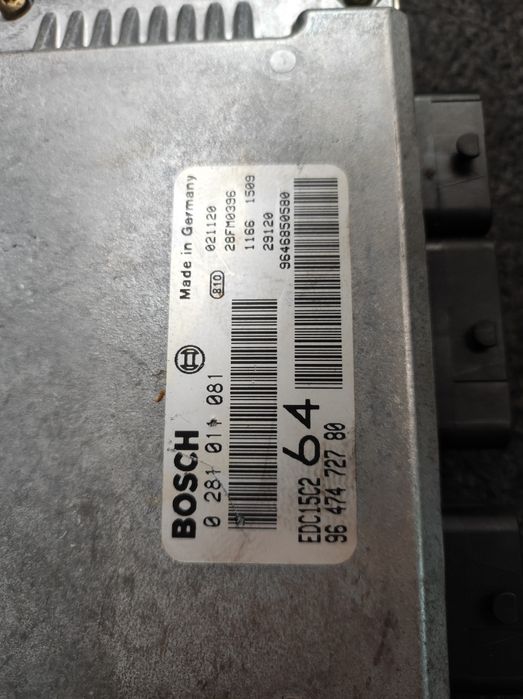 BOSCH
Made in Germany
0 281 011 081
810
021120
28FM0396
1166 1509
29120
9646850580
EDC15C2 64
96 474 727 80